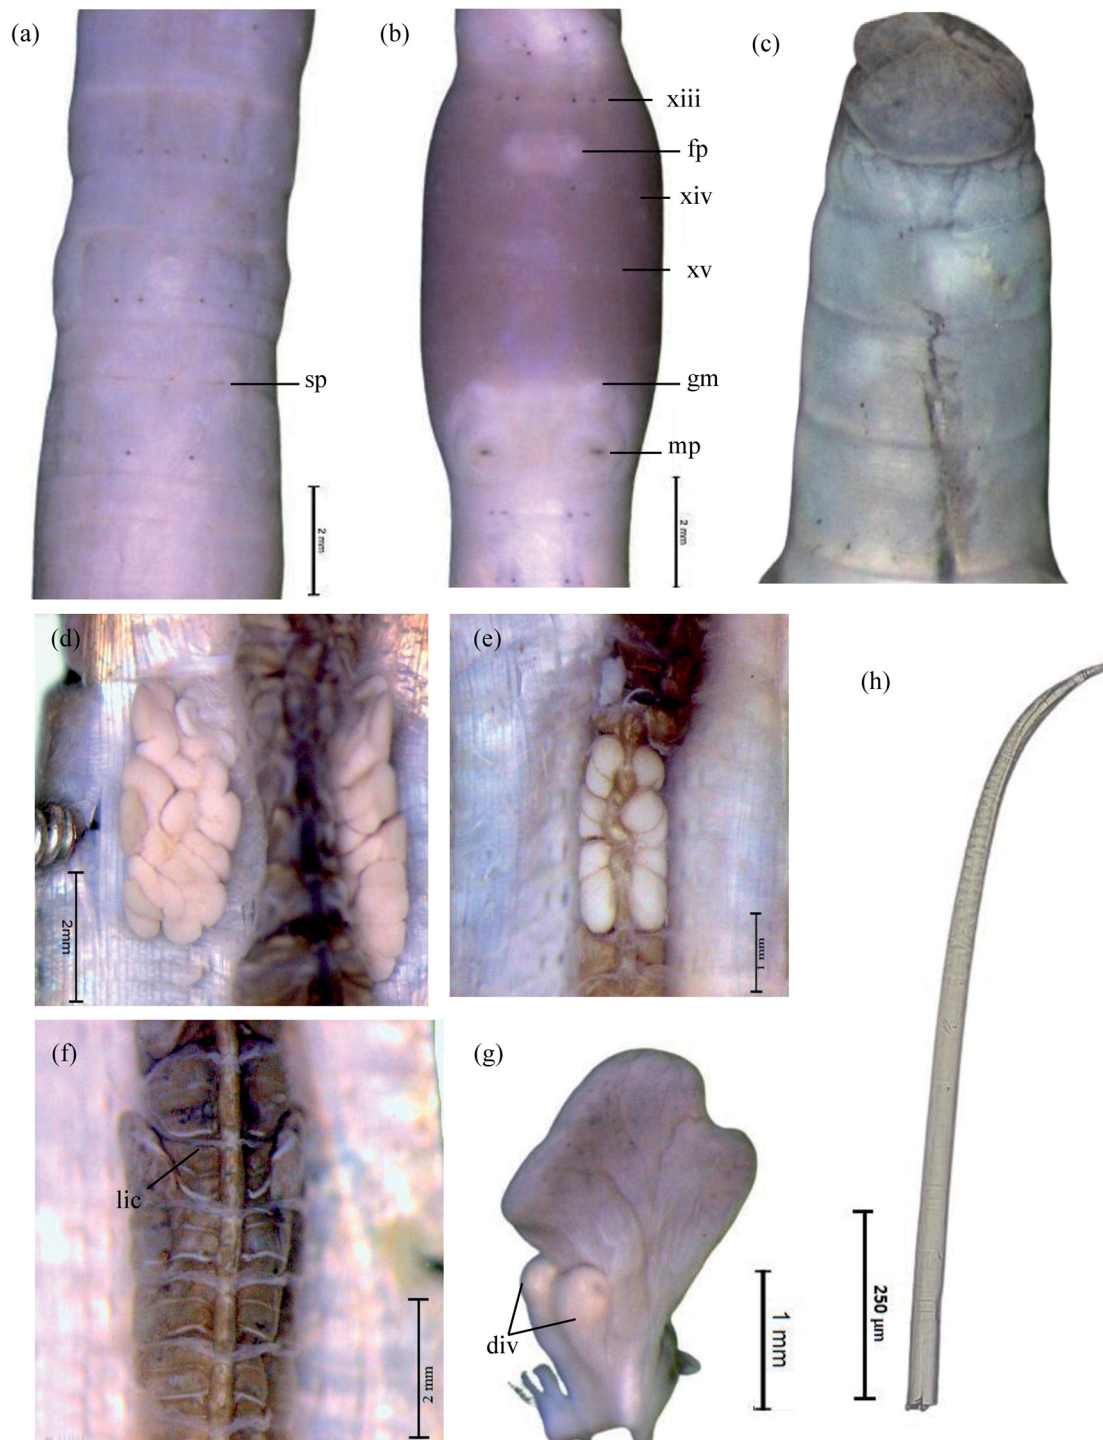 (a)
(b)
(c)
xiii
fp
xiv
xv
sp
gm
mp
2 mm
2 mm
(d)
(e)
(h)
2mm
1 mm
(f)
(g)
lic
div
2 mm
1 mm
250 µm